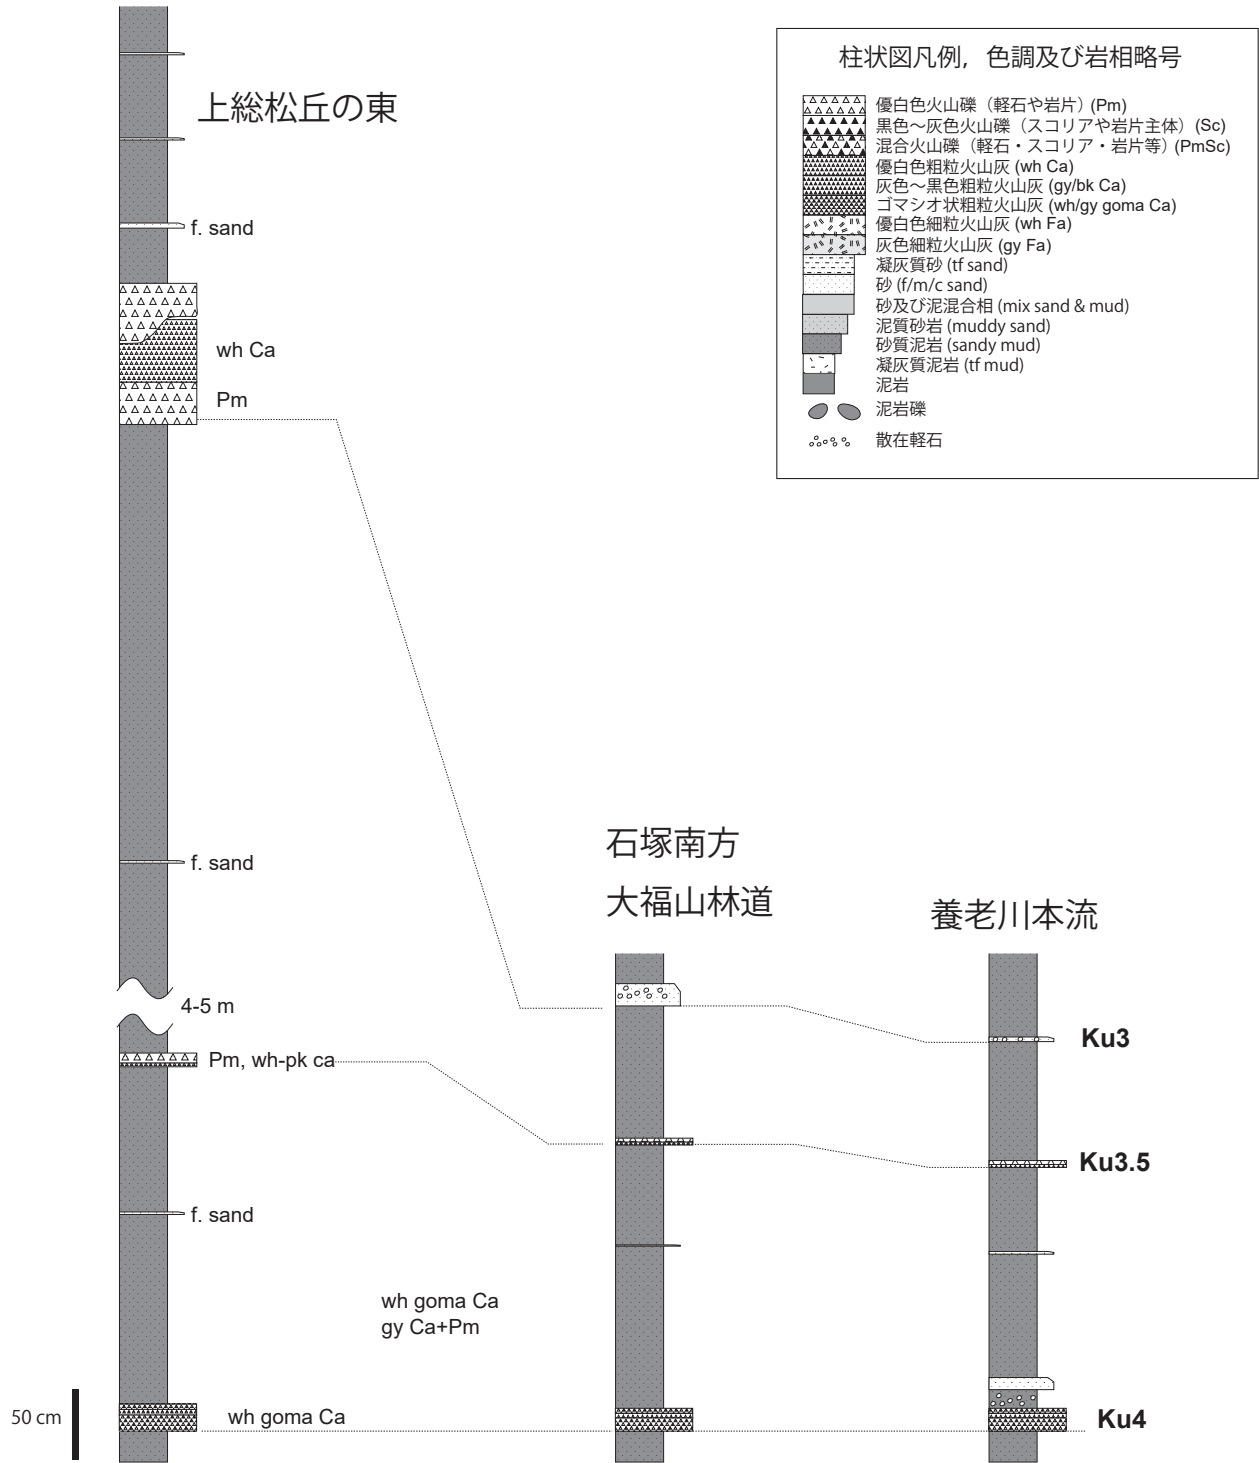 上総松丘の東
f. sand
wh Ca
Pm
f. sand
4-5 m
Pm, wh-pk ca
f. sand
wh goma Ca
gy Ca+Pm
wh goma Ca
50 cm
柱状図凡例，色調及び岩相略号
優白色火山礫（軽石や岩片）(Pm)
黒色～灰色火山礫（スコリアや岩片主体）(Sc)
混合火山礫（軽石・スコリア・岩片等）(PmSc)
優白色粗粒火山灰 (wh Ca)
灰色～黒色粗粒火山灰 (gy/bk Ca)
ゴマシオ状粗粒火山灰 (wh/gy goma Ca)
優白色細粒火山灰 (wh Fa)
灰色細粒火山灰 (gy Fa)
凝灰質砂 (tf sand)
砂 (f/m/c sand)
砂及び泥混合相 (mix sand & mud)
泥質砂岩 (muddy sand)
砂質泥岩 (sandy mud)
凝灰質泥岩 (tf mud)
泥岩
泥岩礫
散在軽石
石塚南方
大福山林道
養老川本流
Ku3
Ku3.5
Ku4